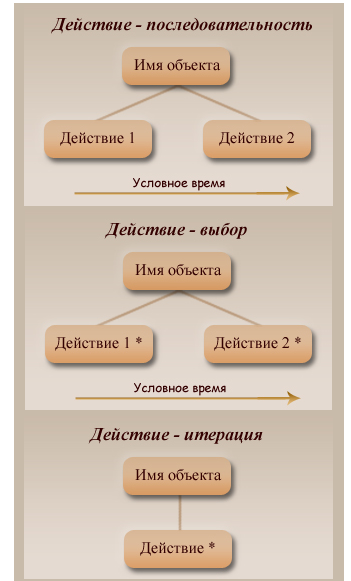 Действие - последовательность
Имя объекта
Действие 1
Действие 2
Условное время
Действие - выбор
Имя объекта
Действие 1 *
Действие 2 *
Условное время
Действие - итерация
Имя объекта
Действие *